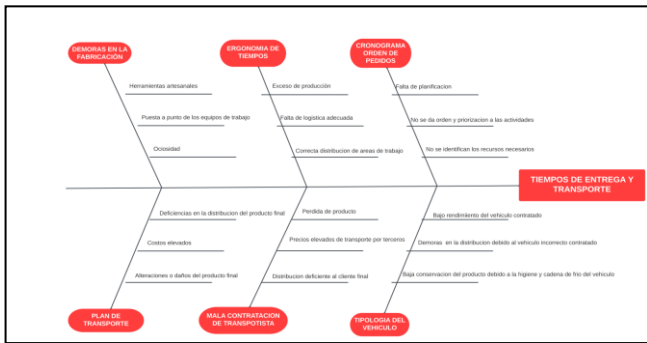 DEMORAS EN LA
FABRICACIÓN
ERGONOMIA DE
TIEMPOS
CRONOGRAMA
ORDEN DE
PEDIDOS
Herramientas artesanales
Exceso de producción
Falta de planificacion
Puesta a punto de los equipos de trabajo
Falta de logística adecuada
No se da orden y priorizacion a las actividades
Ociosidad
Correcta distribucion de areas de trabajo
No se identifican los recursos necesarios
TIEMPOS DE ENTREGA Y
TRANSPORTE
Deficiencias en la distribucion del producto final
Perdida de producto
Bajo rendimiento del vehiculo contratado
Costos elevados
Precios elevados de transporte por terceros
Demoras en la distribucion debido al vehiculo incorrecto contratado
Alteraciones o daños del producto final
Distribucion deficiente al cliente final
Baja conservacion del producto debido a la higiene y cadena de frio del vehiculo
PLAN DE
TRANSPORTE
MALA CONTRATACION
DE TRANSPOTISTA
TIPOLOGIA DEL
VEHICULO